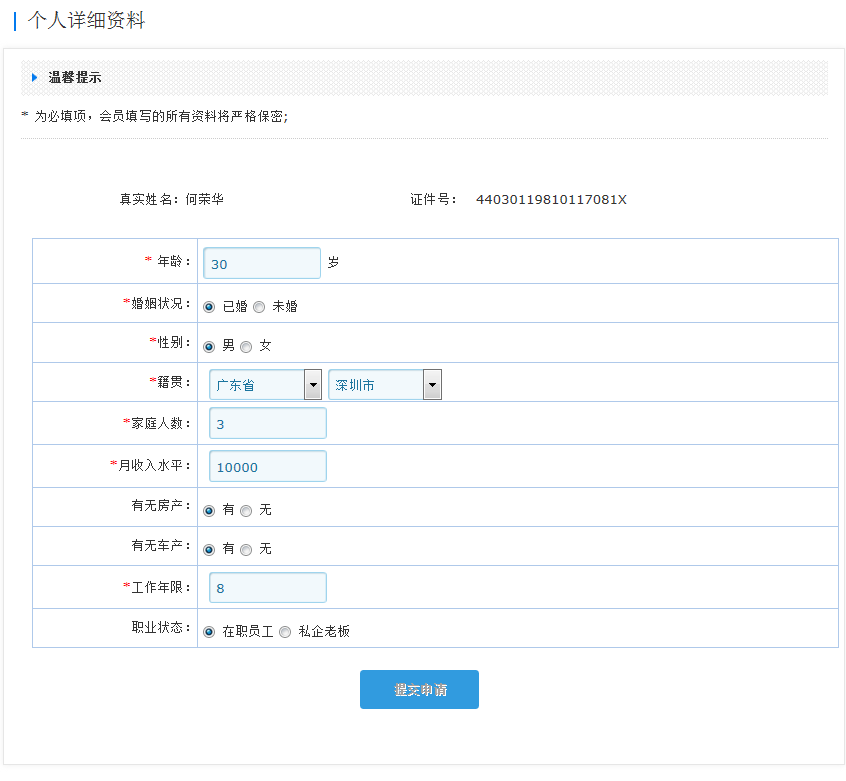 个人详细资料
温馨提示
* 为必填项，会员填写的所有资料将严格保密;
真实姓名：何荣华 证件号： 44030119810117081X
* 年龄： 30 岁
*婚姻状况： 已婚 未婚
*性别： 男 女
*籍贯： 广东省 深圳市
*家庭人数： 3
*月收入水平： 10000
有无房产： 有 无
有无车产： 有 无
*工作年限： 8
职业状态： 在职员工 私企老板
提交申请